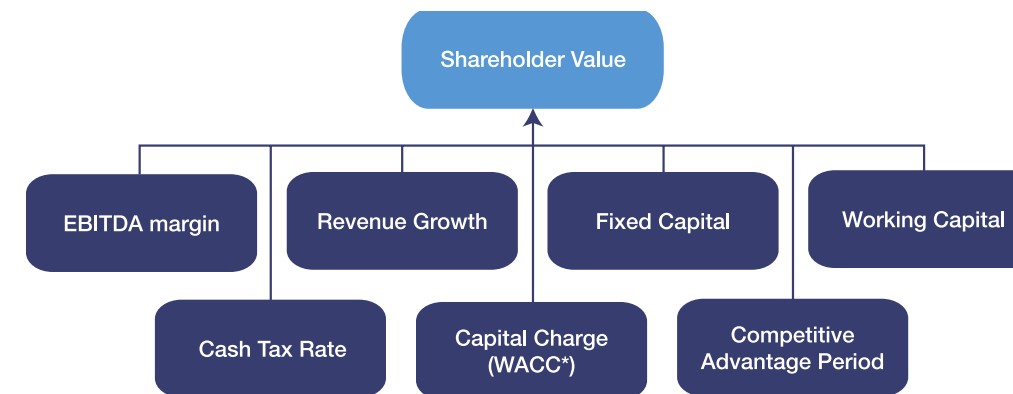 Shareholder Value
EBITDA margin
Revenue Growth
Fixed Capital
Working Capital
Cash Tax Rate
Capital Charge
(WACC*)
Competitive
Advantage Period